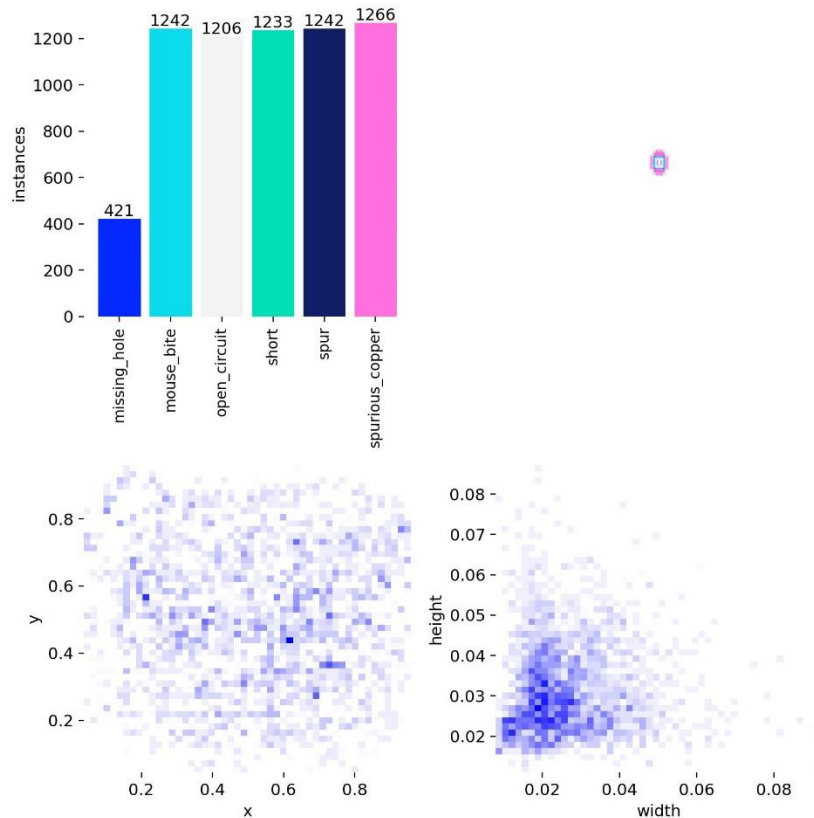 1266
1242
1242
1233
1206
1200
1000
800
600
421
400
200
0
instances
missing_hole
mouse_bite
open_circuit
short
spur
spurious_copper
0.8
0.6
0.4
0.2
y
0.2
0.4
0.6
0.8
x
0.08
0.07
0.06
0.05
0.04
0.03
0.02
height
0.02
0.04
0.06
0.08
width